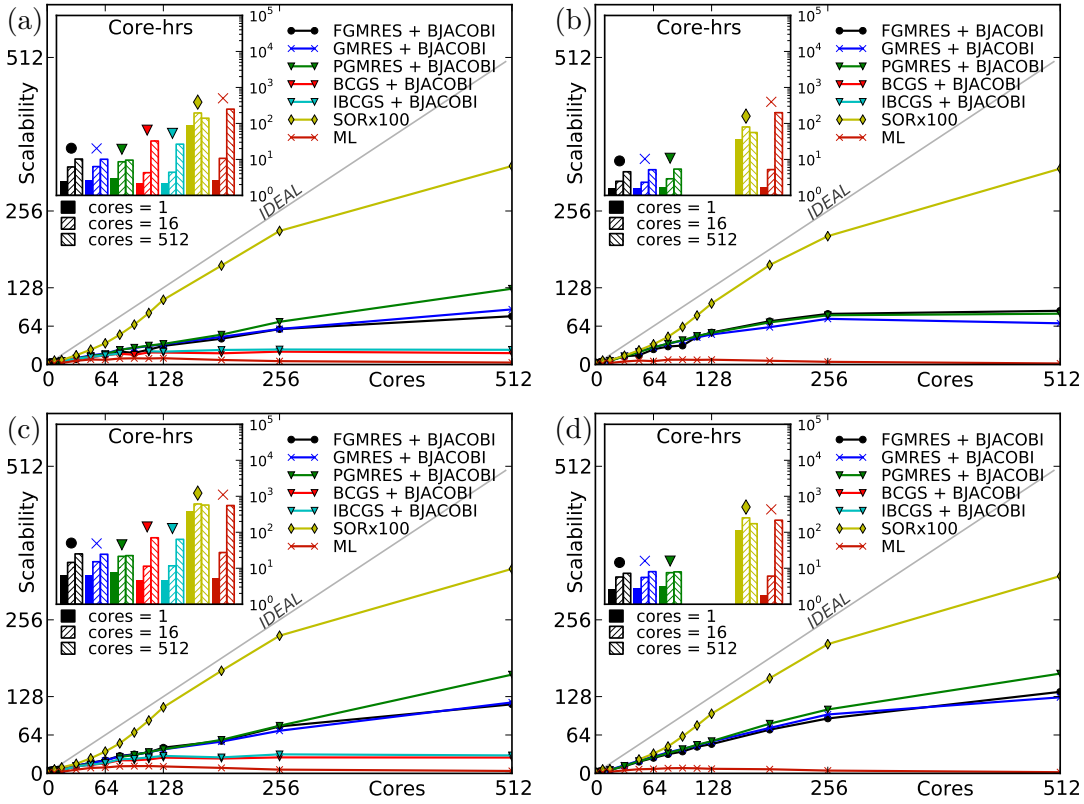 (a)
Core-hrs
10^5
10^4
10^3
10^2
10^1
10^0
FGMRES + BJACOBI
GMRES + BJACOBI
PGMRES + BJACOBI
BCGS + BJACOBI
IBCGS + BJACOBI
SORx100
ML
512
256
128
64
0
Scalability
IDEAL
cores = 1
cores = 16
cores = 512
0 64 128 256 Cores 512
(b)
Core-hrs
10^5
10^4
10^3
10^2
10^1
10^0
FGMRES + BJACOBI
GMRES + BJACOBI
PGMRES + BJACOBI
BCGS + BJACOBI
IBCGS + BJACOBI
SORx100
ML
512
256
128
64
0
Scalability
IDEAL
cores = 1
cores = 16
cores = 512
0 64 128 256 Cores 512
(c)
Core-hrs
10^5
10^4
10^3
10^2
10^1
10^0
FGMRES + BJACOBI
GMRES + BJACOBI
PGMRES + BJACOBI
BCGS + BJACOBI
IBCGS + BJACOBI
SORx100
ML
512
256
128
64
0
Scalability
IDEAL
cores = 1
cores = 16
cores = 512
0 64 128 256 Cores 512
(d)
Core-hrs
10^5
10^4
10^3
10^2
10^1
10^0
FGMRES + BJACOBI
GMRES + BJACOBI
PGMRES + BJACOBI
BCGS + BJACOBI
IBCGS + BJACOBI
SORx100
ML
512
256
128
64
0
Scalability
IDEAL
cores = 1
cores = 16
cores = 512
0 64 128 256 Cores 512